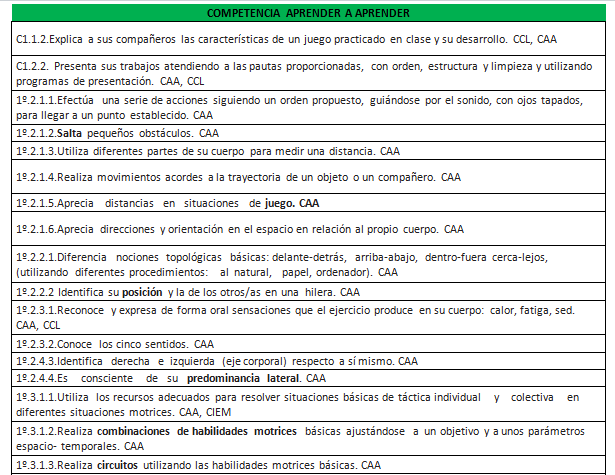 COMPETENCIA APRENDER A APRENDER
C1.1.2.Explica a sus compañeros las características de un juego practicado en clase y su desarrollo. CCL, CAA
C1.2.2. Presenta sus trabajos atendiendo a las pautas proporcionadas, con orden, estructura y limpieza y utilizando
programas de presentación. CAA, CCL
1º.2.1.1.Efectúa una serie de acciones siguiendo un orden propuesto, guiándose por el sonido, con ojos tapados,
para llegar a un punto establecido. CAA
1º.2.1.2.Salta pequeños obstáculos. CAA
1º.2.1.3.Utiliza diferentes partes de su cuerpo para medir una distancia. CAA
1º.2.1.4.Realiza movimientos acordes a la trayectoria de un objeto o un compañero. CAA
1º.2.1.5.Aprecia distancias en situaciones de juego. CAA
1º.2.1.6.Aprecia direcciones y orientación en el espacio en relación al propio cuerpo. CAA
1º.2.2.1.Diferencia nociones topológicas básicas: delante-detrás, arriba-abajo, dentro-fuera cerca-lejos,
(utilizando diferentes procedimientos: al natural, papel, ordenador). CAA
1º.2.2.2 Identifica su posición y la de los otros/as en una hilera. CAA
1º.2.3.1.Reconoce y expresa de forma oral sensaciones que el ejercicio produce en su cuerpo: calor, fatiga, sed.
CAA, CCL
1º.2.3.2.Conoce los cinco sentidos. CAA
1º.2.4.3.Identifica derecha e izquierda (eje corporal) respecto a sí mismo. CAA
1º.2.4.4.Es consciente de su predominancia lateral. CAA
1º.3.1.1.Utiliza los recursos adecuados para resolver situaciones básicas de táctica individual y colectiva en
diferentes situaciones motrices. CAA, CIEM
1º.3.1.2.Realiza combinaciones de habilidades motrices básicas ajustándose a un objetivo y a unos parámetros
espacio- temporales. CAA
1º.3.1.3.Realiza circuitos utilizando las habilidades motrices básicas. CAA